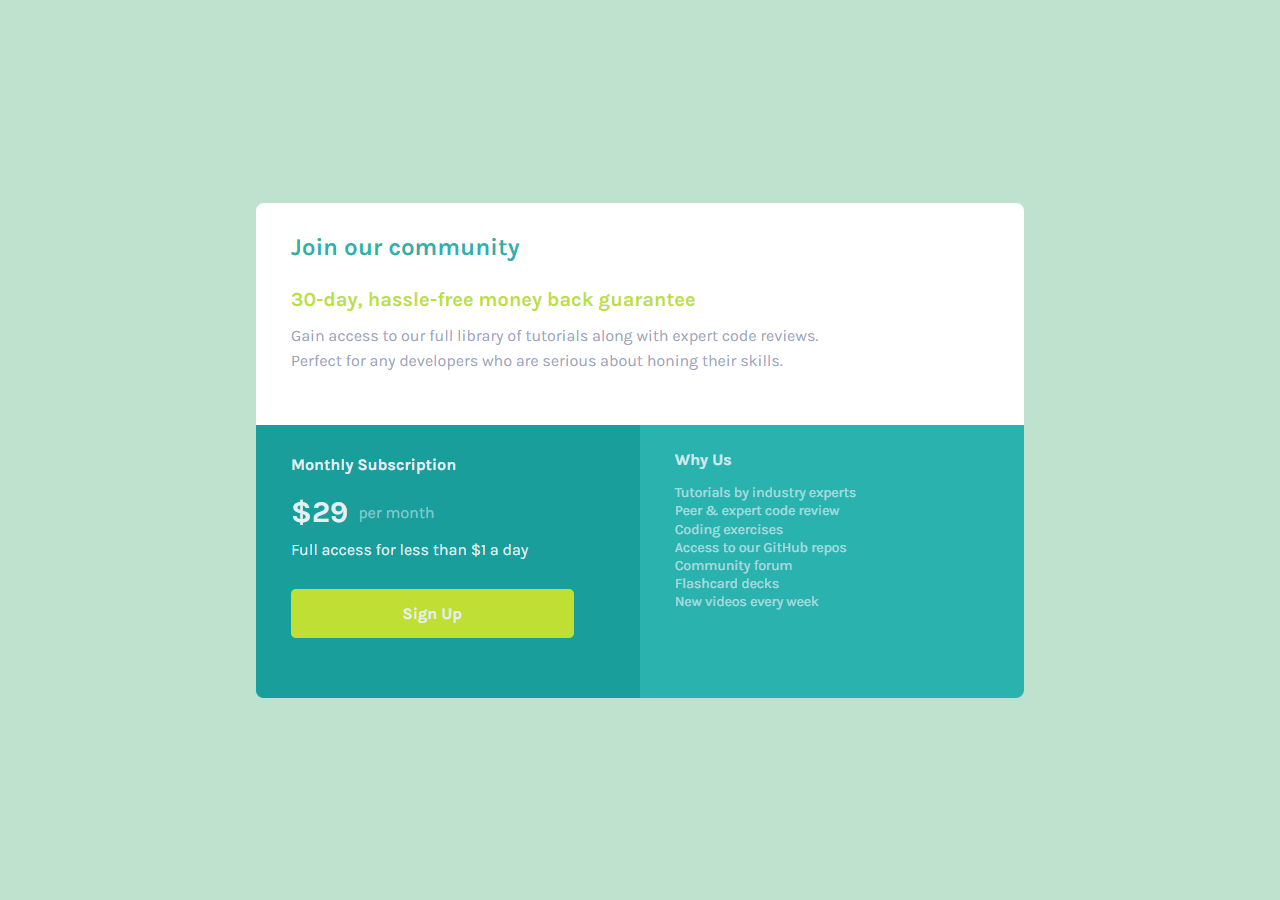 Join our community
30-day, hassle-free money back guarantee
Gain access to our full library of tutorials along with expert code reviews.
Perfect for any developers who are serious about honing their skills.
Monthly Subscription
$29 per month
Full access for less than $1 a day
Sign Up
Why Us
Tutorials by industry experts
Peer & expert code review
Coding exercises
Access to our GitHub repos
Community forum
Flashcard decks
New videos every week